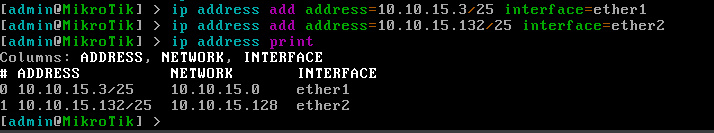 [admin@MikroTik] > ip address add address=10.10.15.3/25 interface=ether1
[admin@MikroTik] > ip address add address=10.10.15.132/25 interface=ether2
[admin@MikroTik] > ip address print
Columns: ADDRESS, NETWORK, INTERFACE
# ADDRESS NETWORK INTERFACE
0 10.10.15.3/25 10.10.15.0 ether1
1 10.10.15.132/25 10.10.15.128 ether2
[admin@MikroTik] >